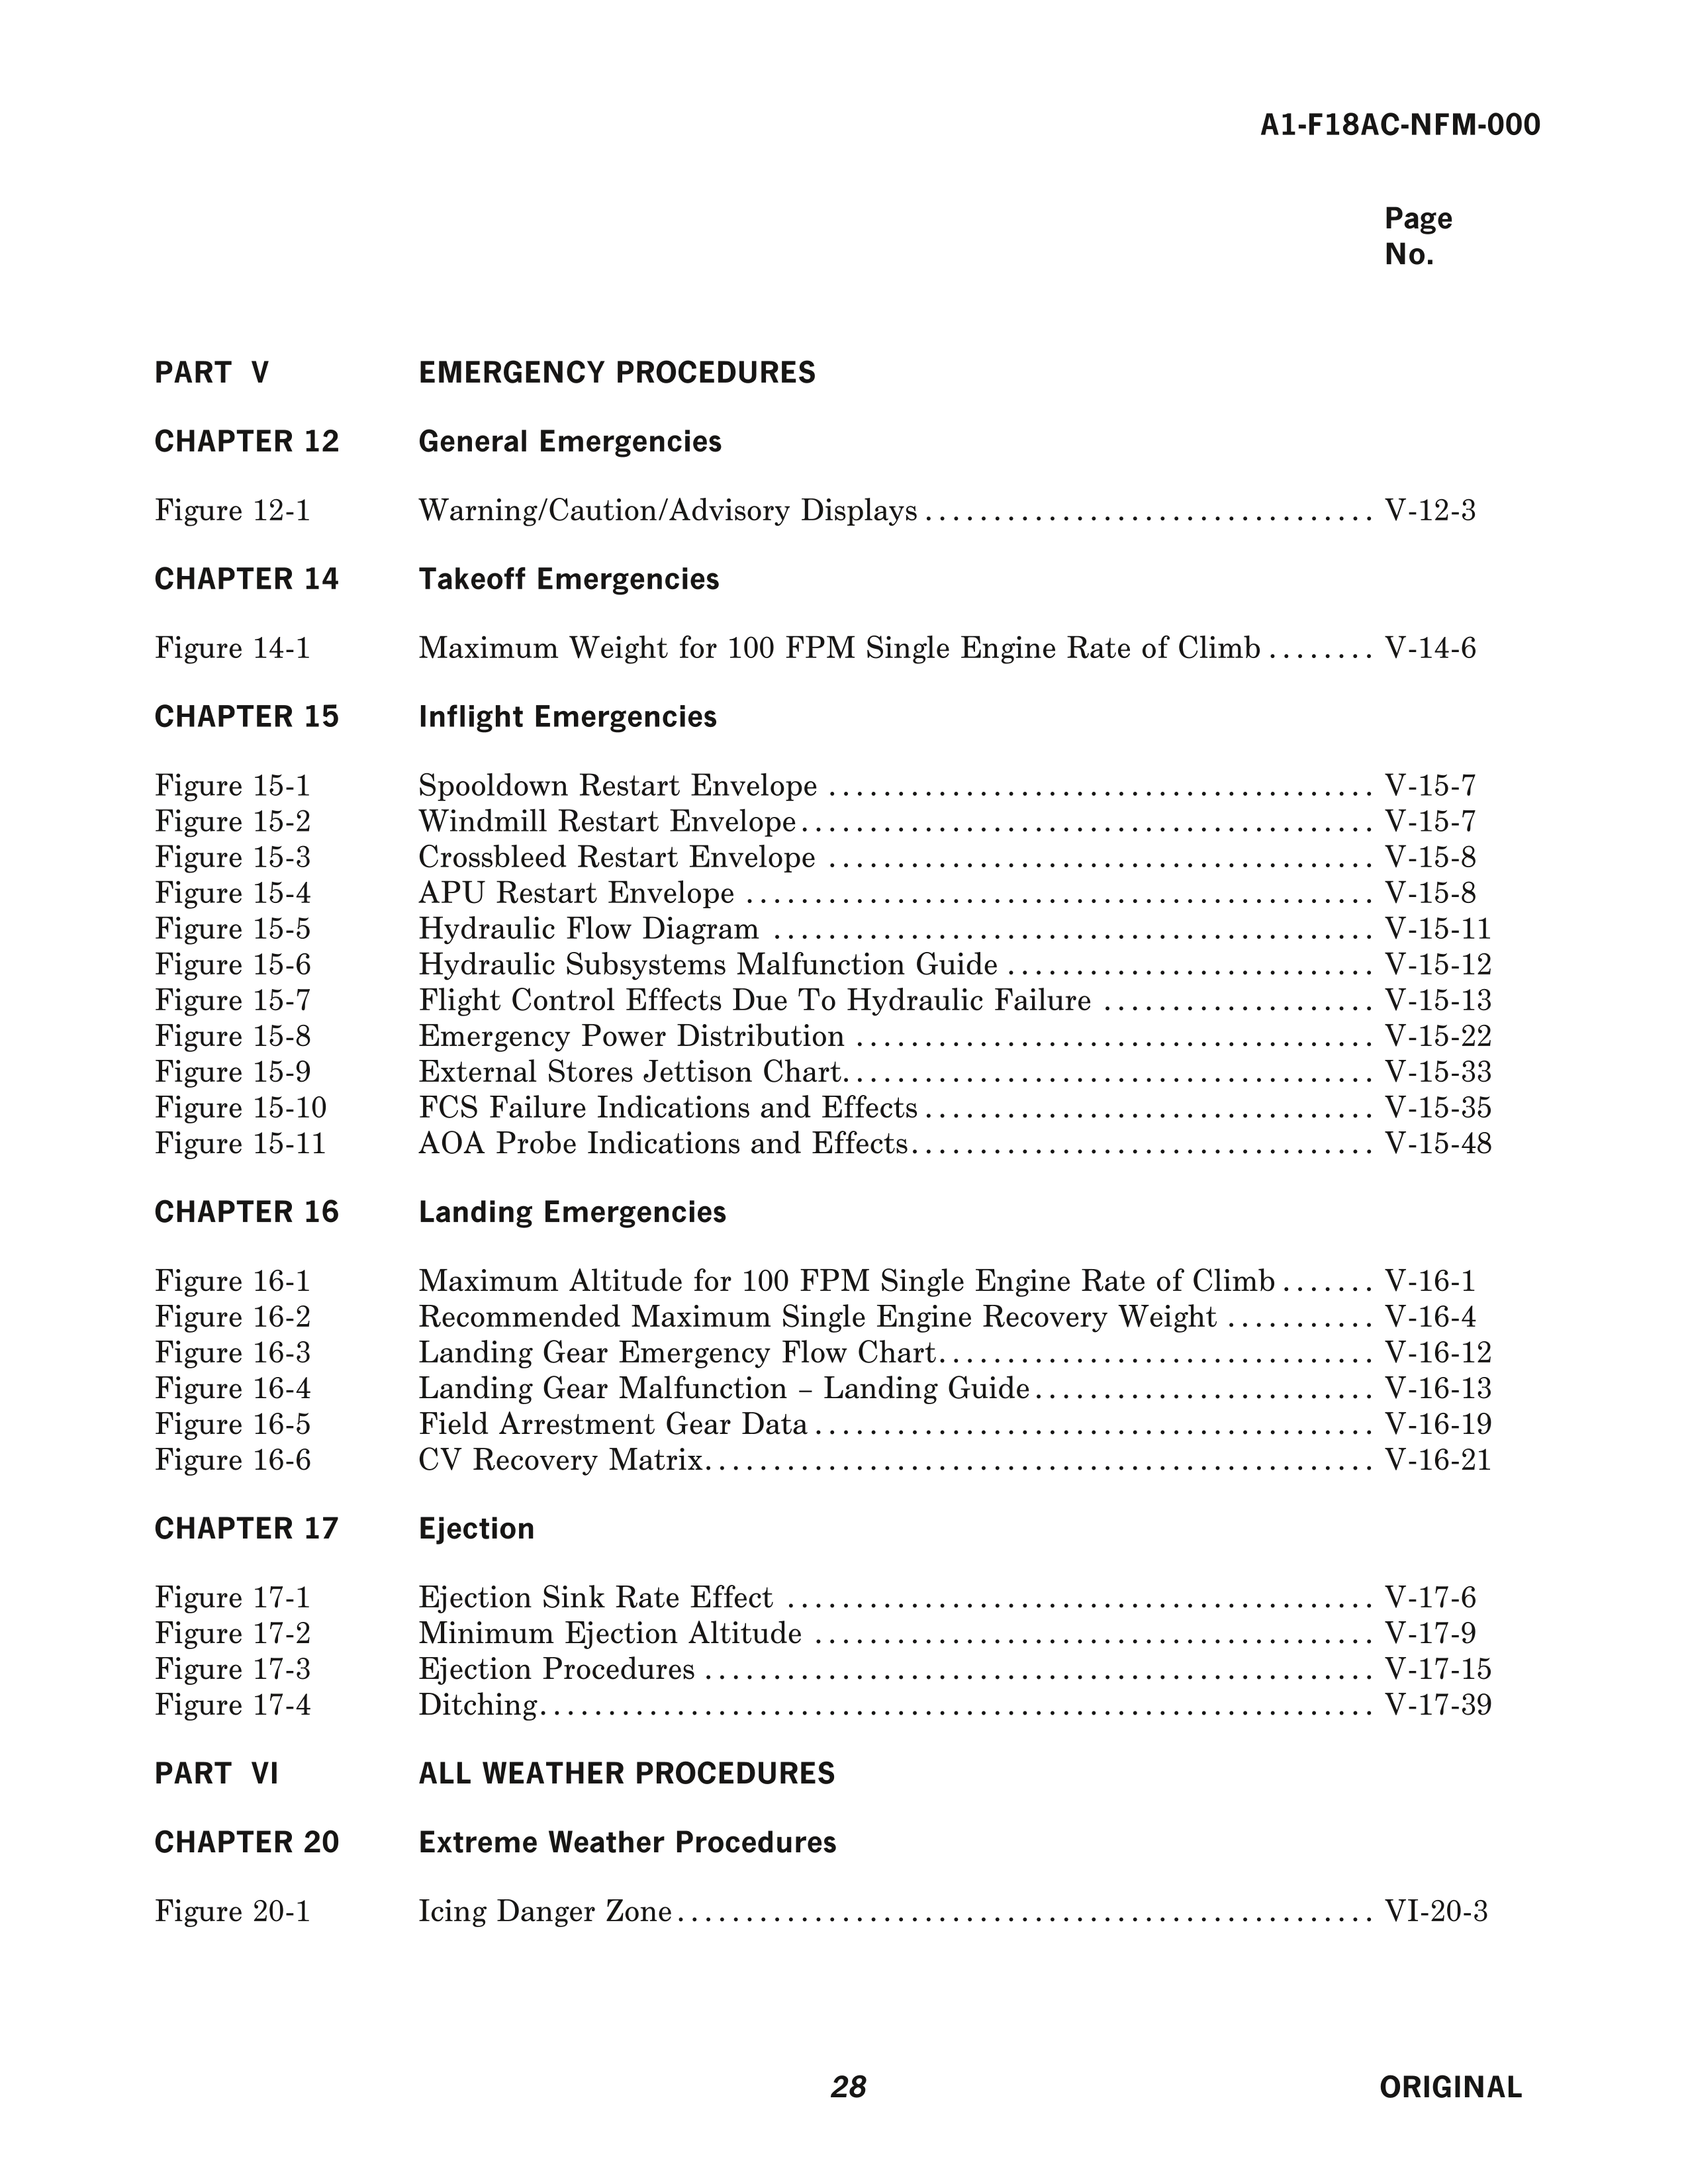 A1-F18AC-NFM-000
Page
No.
PART V EMERGENCY PROCEDURES
CHAPTER 12 General Emergencies
Figure 12-1 Warning/Caution/Advisory Displays ................................. V-12-3
CHAPTER 14 Takeoff Emergencies
Figure 14-1 Maximum Weight for 100 FPM Single Engine Rate of Climb ........ V-14-6
CHAPTER 15 Inflight Emergencies
Figure 15-1 Spooldown Restart Envelope ........................................ V-15-7
Figure 15-2 Windmill Restart Envelope.......................................... V-15-7
Figure 15-3 Crossbleed Restart Envelope ........................................ V-15-8
Figure 15-4 APU Restart Envelope .............................................. V-15-8
Figure 15-5 Hydraulic Flow Diagram ............................................ V-15-11
Figure 15-6 Hydraulic Subsystems Malfunction Guide ........................... V-15-12
Figure 15-7 Flight Control Effects Due To Hydraulic Failure .................... V-15-13
Figure 15-8 Emergency Power Distribution ...................................... V-15-22
Figure 15-9 External Stores Jettison Chart....................................... V-15-33
Figure 15-10 FCS Failure Indications and Effects ................................. V-15-35
Figure 15-11 AOA Probe Indications and Effects.................................. V-15-48
CHAPTER 16 Landing Emergencies
Figure 16-1 Maximum Altitude for 100 FPM Single Engine Rate of Climb ....... V-16-1
Figure 16-2 Recommended Maximum Single Engine Recovery Weight ........... V-16-4
Figure 16-3 Landing Gear Emergency Flow Chart................................ V-16-12
Figure 16-4 Landing Gear Malfunction – Landing Guide......................... V-16-13
Figure 16-5 Field Arrestment Gear Data ......................................... V-16-19
Figure 16-6 CV Recovery Matrix................................................. V-16-21
CHAPTER 17 Ejection
Figure 17-1 Ejection Sink Rate Effect ........................................... V-17-6
Figure 17-2 Minimum Ejection Altitude ......................................... V-17-9
Figure 17-3 Ejection Procedures ................................................. V-17-15
Figure 17-4 Ditching............................................................. V-17-39
PART VI ALL WEATHER PROCEDURES
CHAPTER 20 Extreme Weather Procedures
Figure 20-1 Icing Danger Zone................................................... VI-20-3
28 ORIGINAL